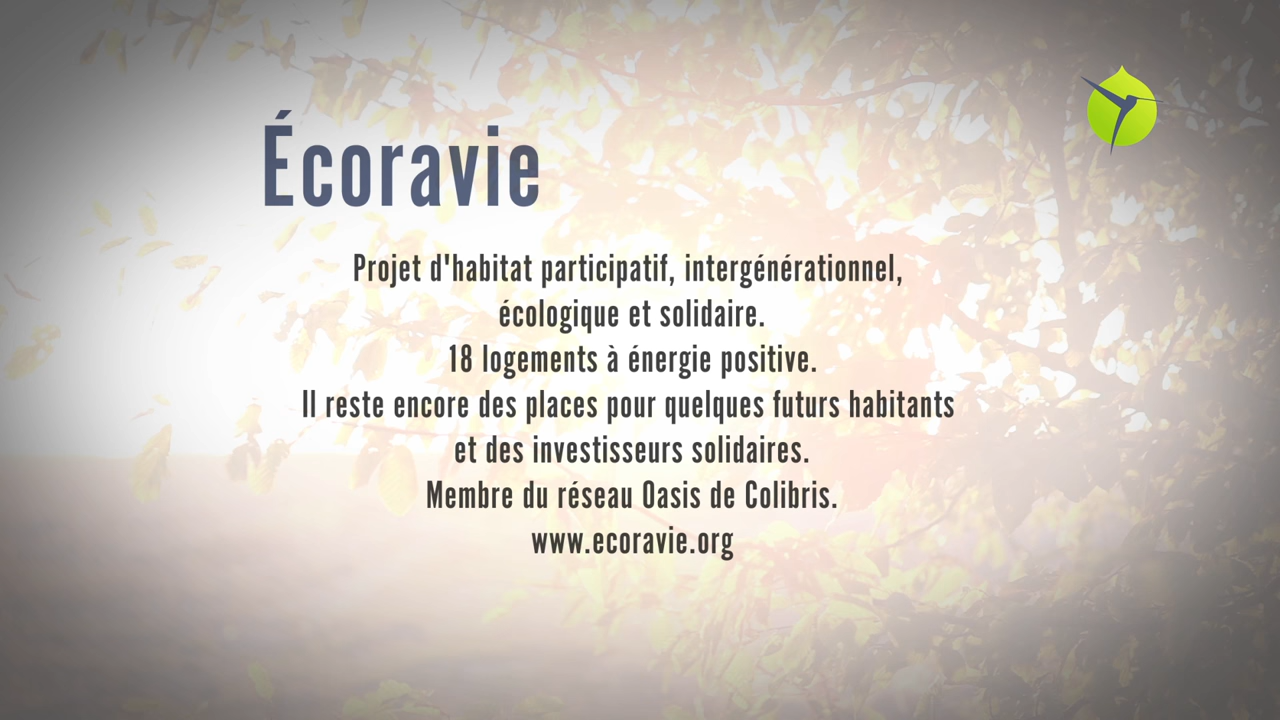 Écoravie
Projet d'habitat participatif, intergénérationnel,
écologique et solidaire.
18 logements à énergie positive.
Il reste encore des places pour quelques futurs habitants
et des investisseurs solidaires.
Membre du réseau Oasis de Colibris.
www.ecoravie.org